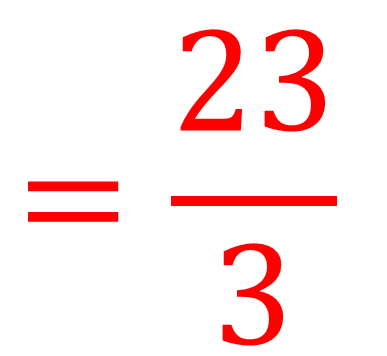 = 23/3